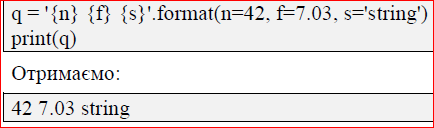 q = '{n} {f} {s}'.format(n=42, f=7.03, s='string')
print(q)
Отримаємо:
42 7.03 string